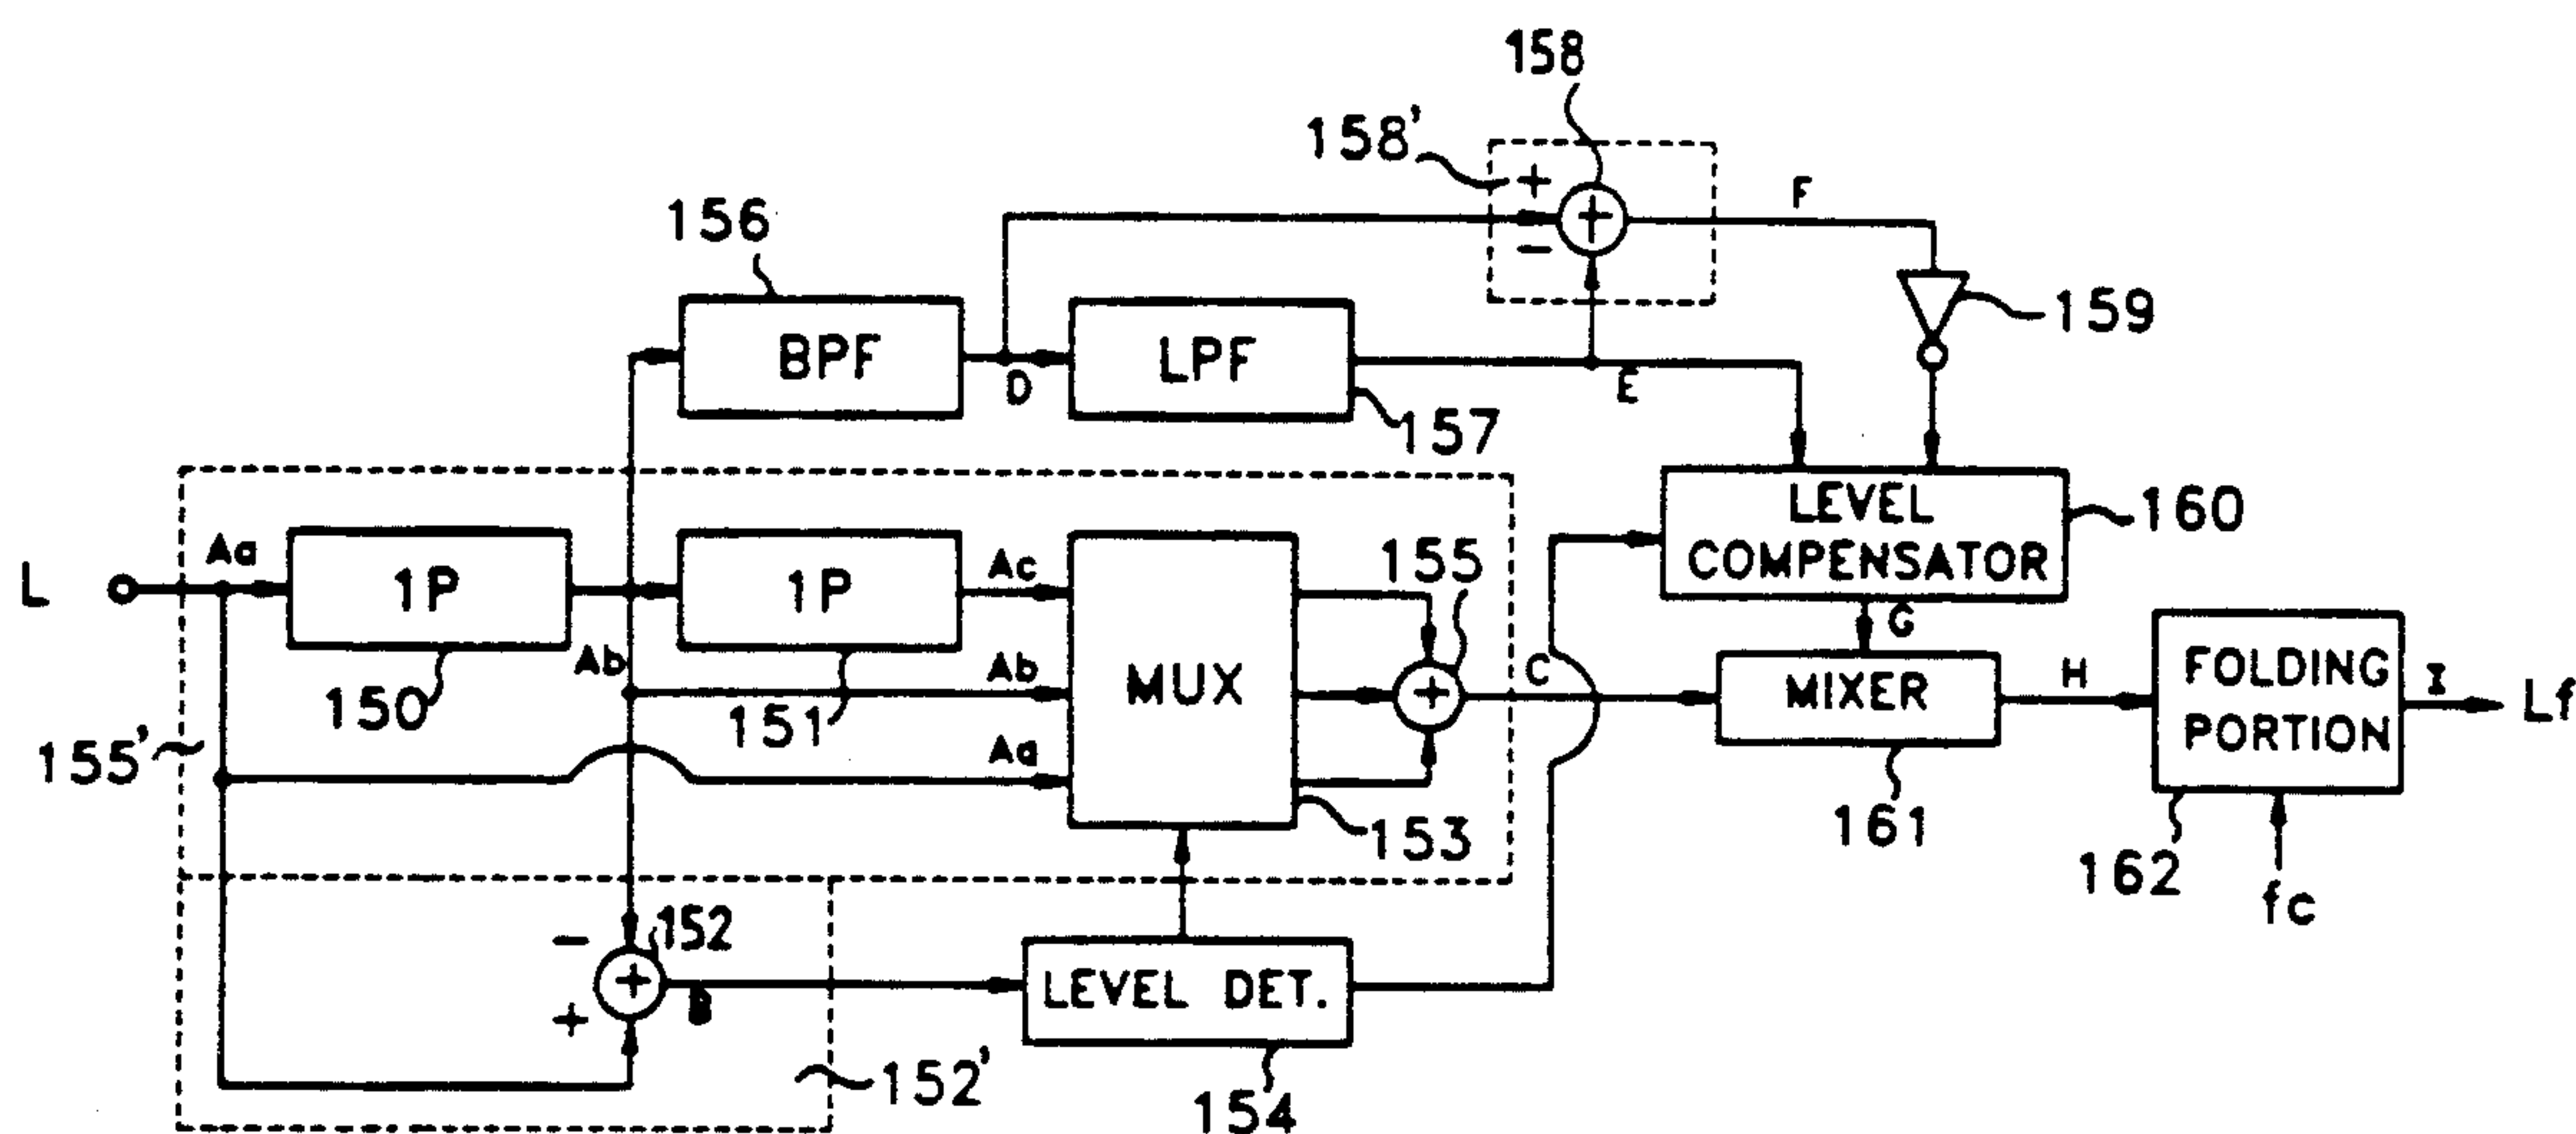 158
158'
+
+
F
−
156
BPF
D
LPF
E
157
159
LEVEL
COMPENSATOR
160
L
Aa
1P
150
Ab
1P
151
Ac
Ab
Aa
MUX
153
155
+
C
G
MIXER
161
H
FOLDING
PORTION
162
I
Lf
fc
155'
−
152
+
+
B
152'
LEVEL DET.
154